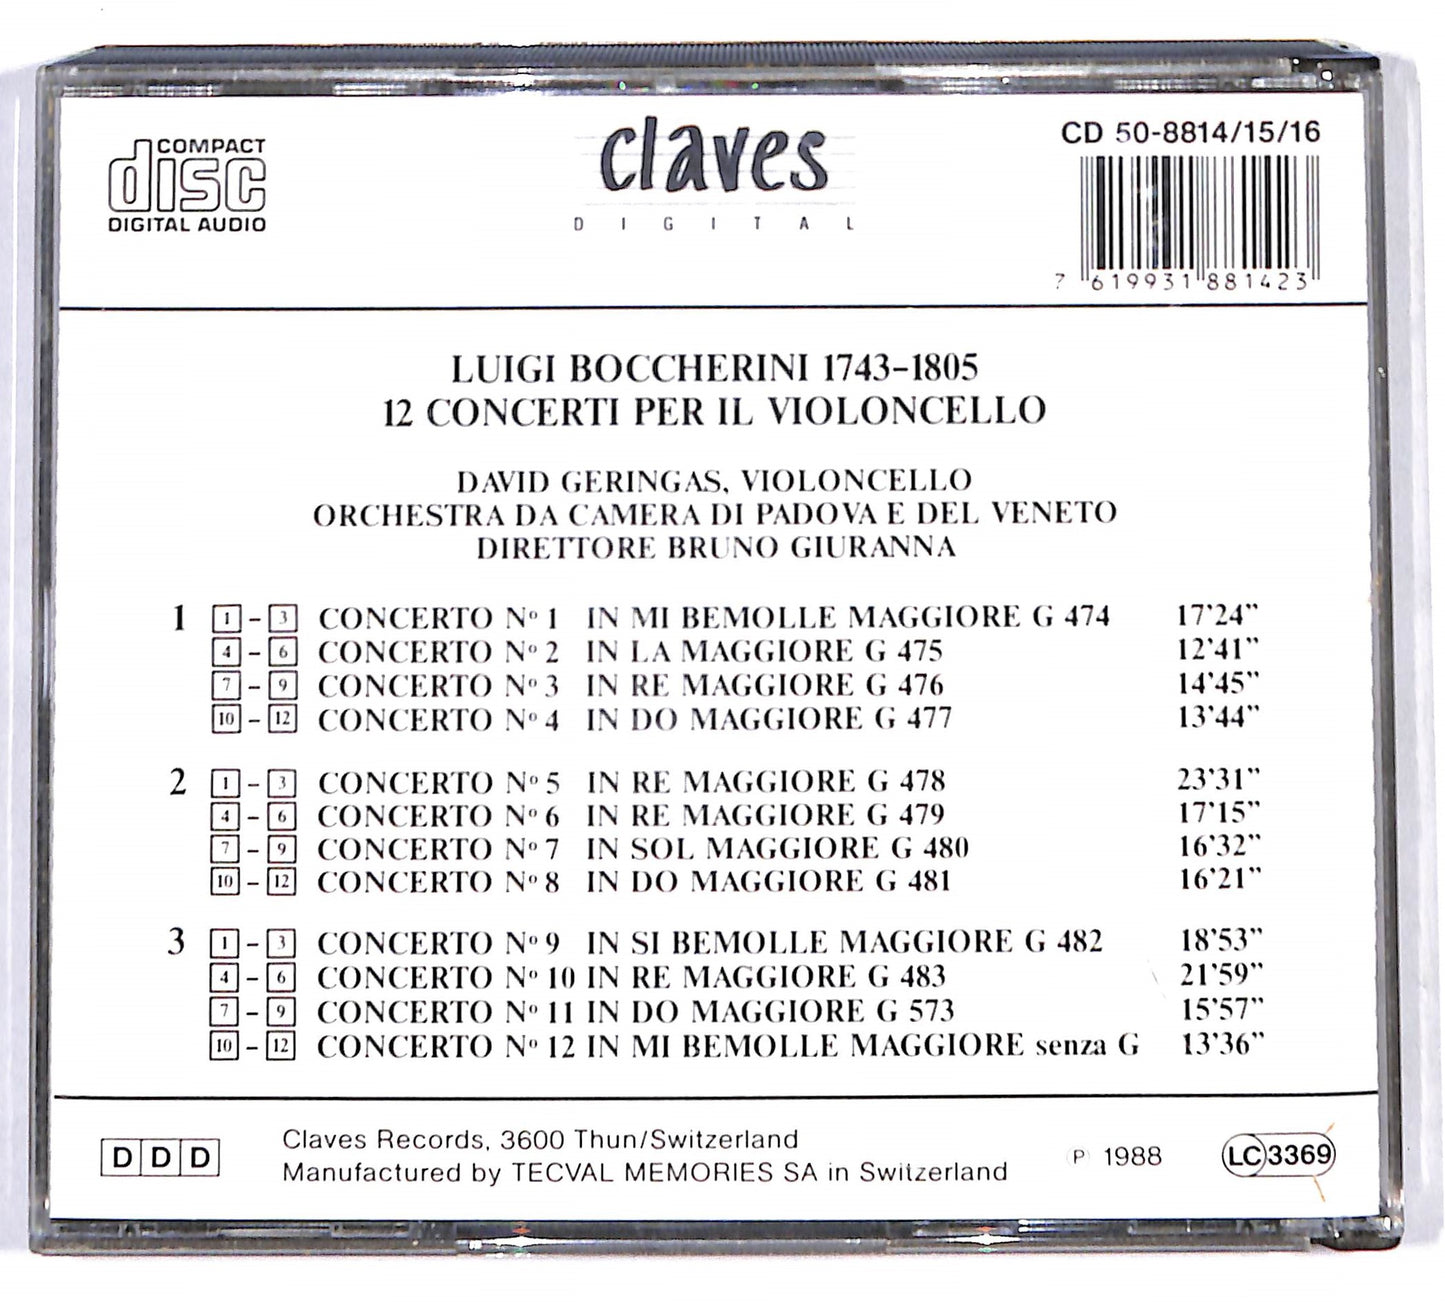 COMPACT
disc
DIGITAL AUDIO
claves
DIGITAL
CD 50-8814/15/16
7 619931 881423
LUIGI BOCCHERINI 1743–1805
12 CONCERTI PER IL VIOLONCELLO
DAVID GERINGAS, VIOLONCELLO
ORCHESTRA DA CAMERA DI PADOVA E DEL VENETO
DIRETTORE BRUNO GIURANNA
1 1 – 3 CONCERTO Nº 1 IN MI BEMOLLE MAGGIORE G 474 17’24”
4 – 6 CONCERTO Nº 2 IN LA MAGGIORE G 475 12’41”
7 – 9 CONCERTO Nº 3 IN RE MAGGIORE G 476 14’45”
10 – 12 CONCERTO Nº 4 IN DO MAGGIORE G 477 13’44”
2 1 – 3 CONCERTO Nº 5 IN RE MAGGIORE G 478 23’31”
4 – 6 CONCERTO Nº 6 IN RE MAGGIORE G 479 17’15”
7 – 9 CONCERTO Nº 7 IN SOL MAGGIORE G 480 16’32”
10 – 12 CONCERTO Nº 8 IN DO MAGGIORE G 481 16’21”
3 1 – 3 CONCERTO Nº 9 IN SI BEMOLLE MAGGIORE G 482 18’53”
4 – 6 CONCERTO Nº 10 IN RE MAGGIORE G 483 21’59”
7 – 9 CONCERTO Nº 11 IN DO MAGGIORE G 573 15’57”
10 – 12 CONCERTO Nº 12 IN MI BEMOLLE MAGGIORE senza G 13’36”
DDD
Claves Records, 3600 Thun/Switzerland
Manufactured by TECVAL MEMORIES SA in Switzerland
℗ 1988
LC 3369